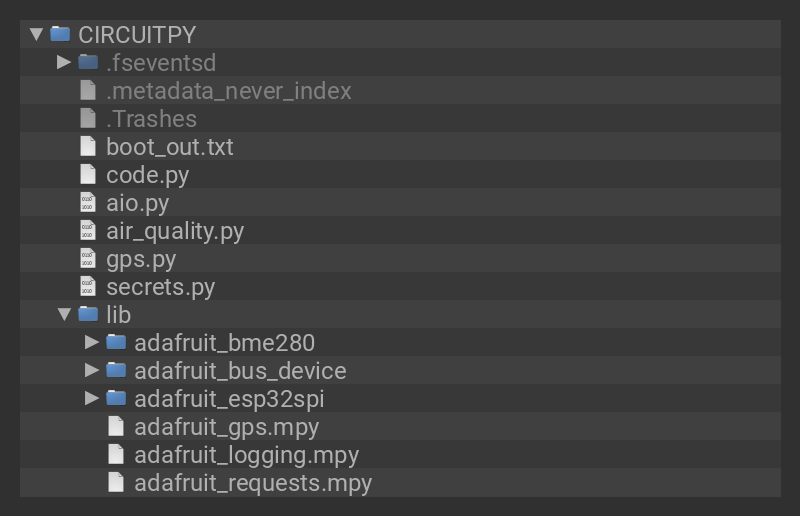 CIRCUITPY
.fseventsd
.metadata_never_index
.Trashes
boot_out.txt
code.py
aio.py
air_quality.py
gps.py
secrets.py
lib
adafruit_bme280
adafruit_bus_device
adafruit_esp32spi
adafruit_gps.mpy
adafruit_logging.mpy
adafruit_requests.mpy